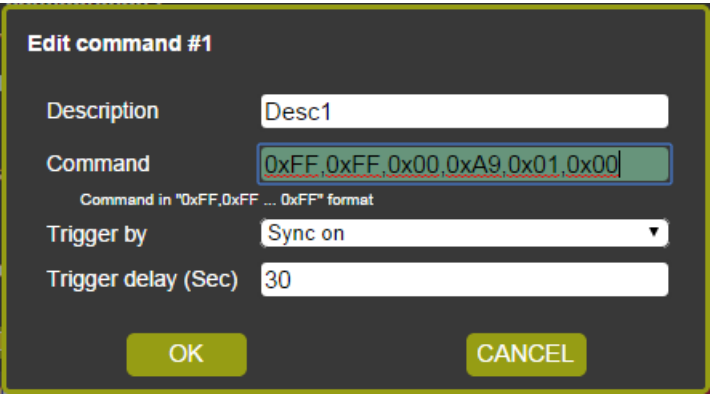 Edit command #1
Description Desc1
Command 0xFF,0xFF,0x00,0xA9,0x01,0x00
Command in "0xFF,0xFF ... 0xFF" format
Trigger by Sync on
Trigger delay (Sec) 30
OK CANCEL